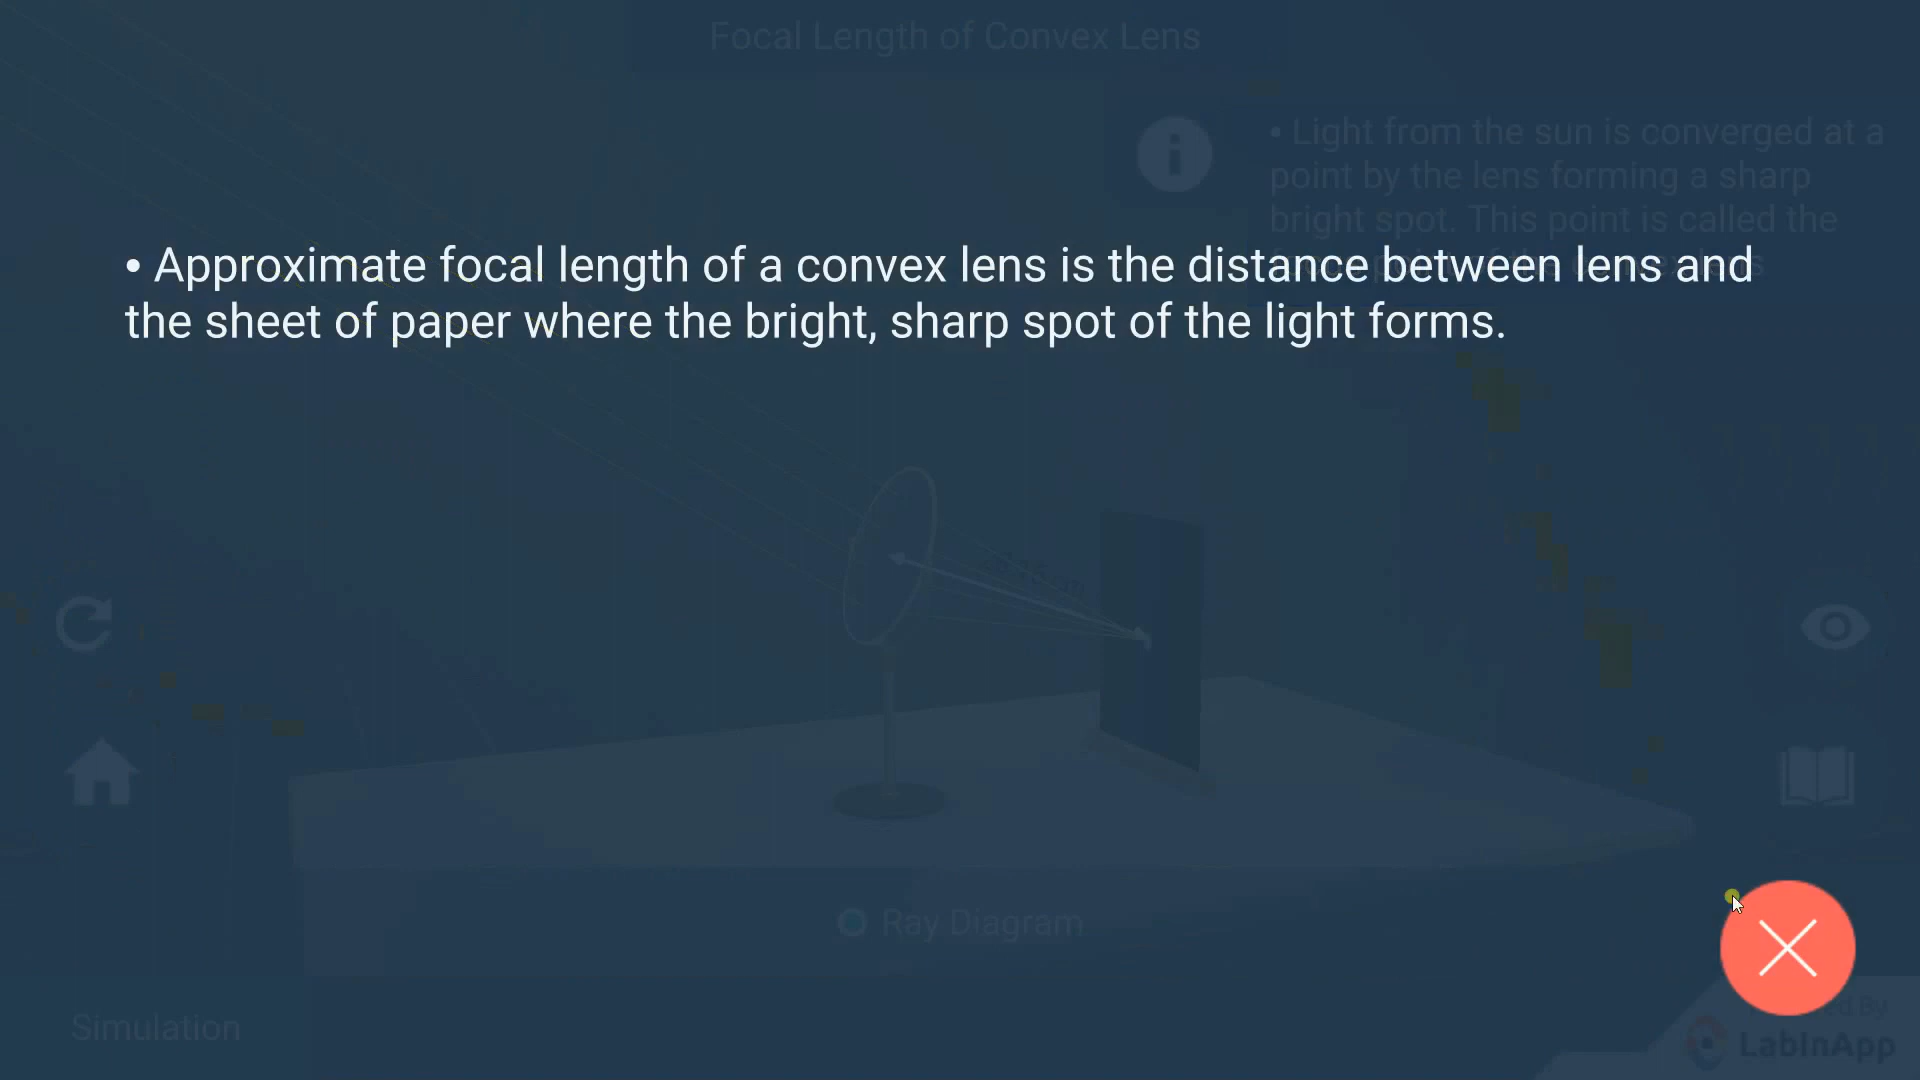 Focal Length of Convex Lens
• Light from the sun is converged at a
point by the lens forming a sharp
bright spot. This point is called the
• Approximate focal length of a convex lens is the distance between lens and
the sheet of paper where the bright, sharp spot of the light forms.
Ray Diagram
Simulation
By
LabInApp